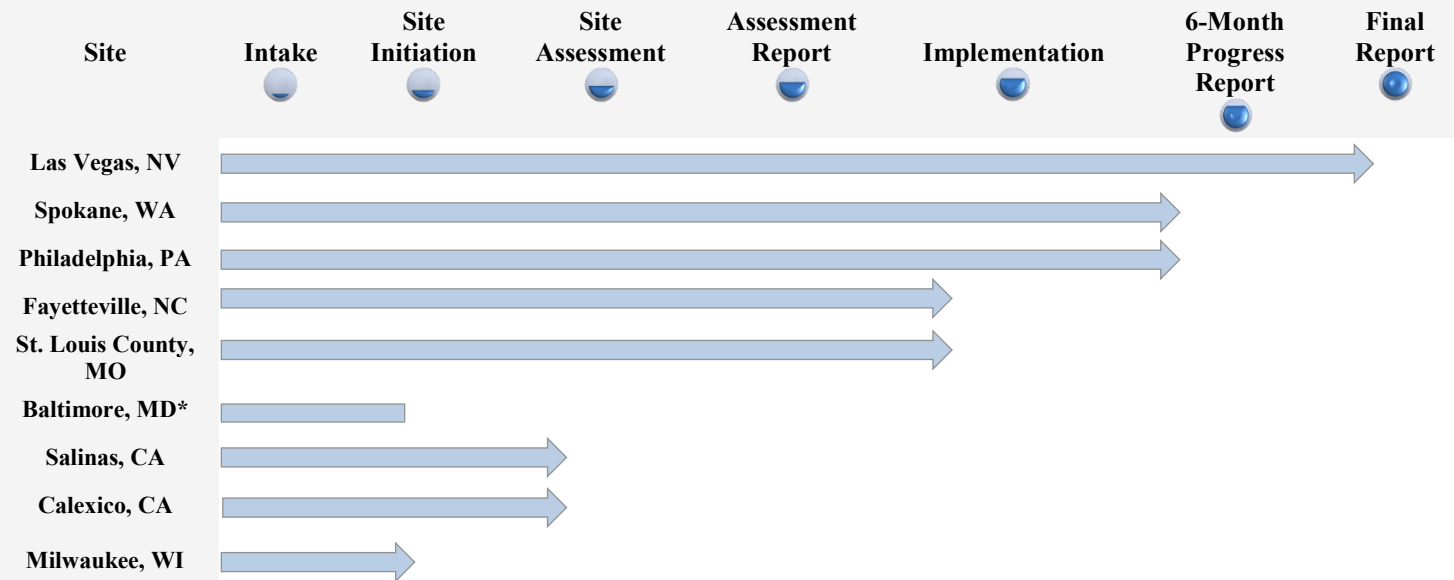 Site
Intake
Site
Initiation
Site
Assessment
Assessment
Report
Implementation
6-Month
Progress
Report
Final
Report
Las Vegas, NV
Spokane, WA
Philadelphia, PA
Fayetteville, NC
St. Louis County,
MO
Baltimore, MD*
Salinas, CA
Calexico, CA
Milwaukee, WI